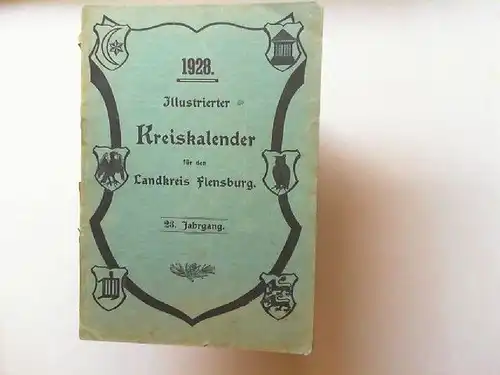 1928.
Illustrierter
Kreiskalender
für den
Landkreis Flensburg.
23. Jahrgang.